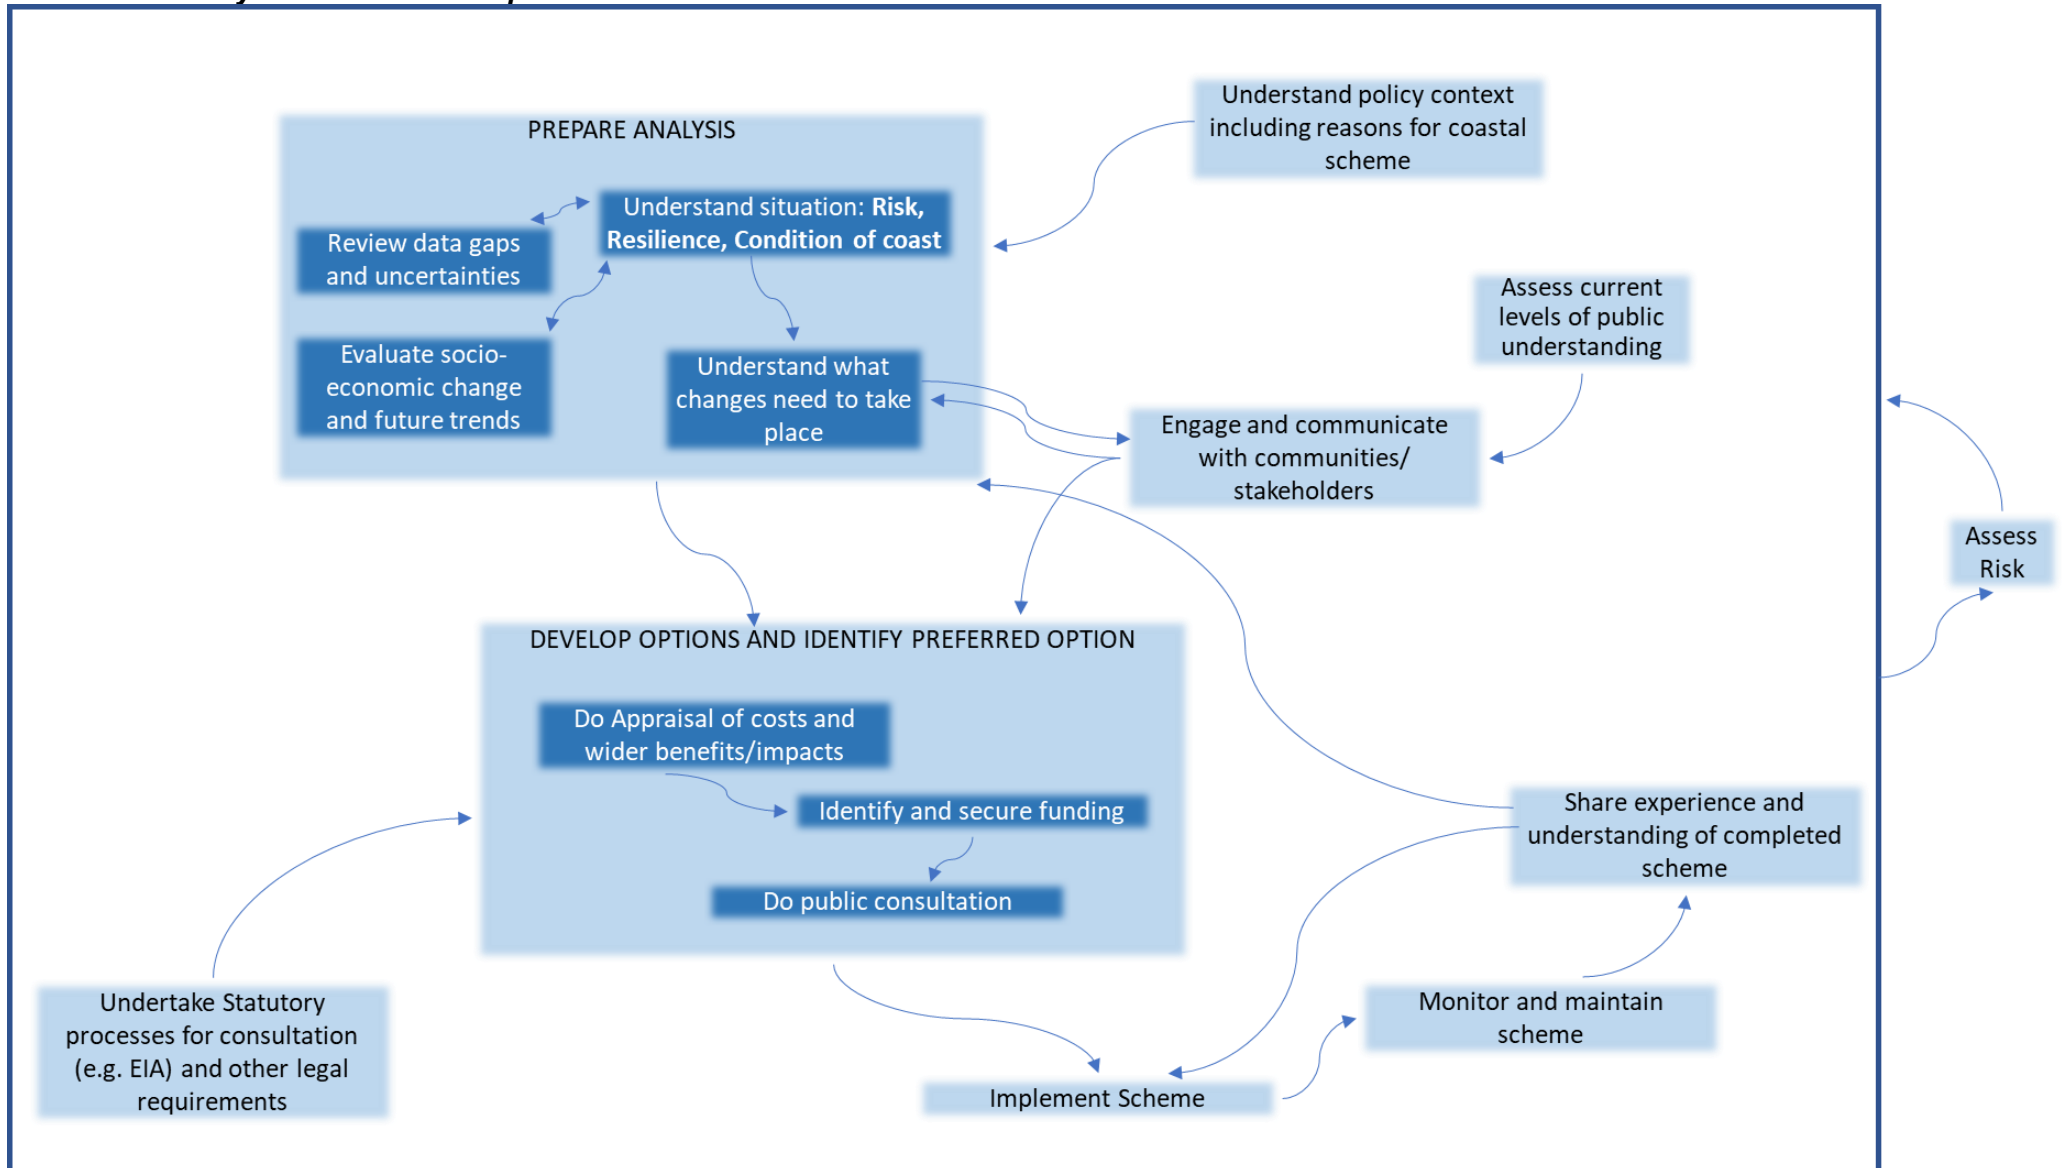 Understand policy context
including reasons for coastal
scheme
PREPARE ANALYSIS
Understand situation: Risk,
Resilience, Condition of coast
Review data gaps
and uncertainties
Evaluate socio-
economic change
and future trends
Understand what
changes need to take
place
Assess current
levels of public
understanding
Engage and communicate
with communities/
stakeholders
Assess
Risk
DEVELOP OPTIONS AND IDENTIFY PREFERRED OPTION
Do Appraisal of costs and
wider benefits/impacts
Identify and secure funding
Do public consultation
Share experience and
understanding of completed
scheme
Undertake Statutory
processes for consultation
(e.g. EIA) and other legal
requirements
Monitor and maintain
scheme
Implement Scheme